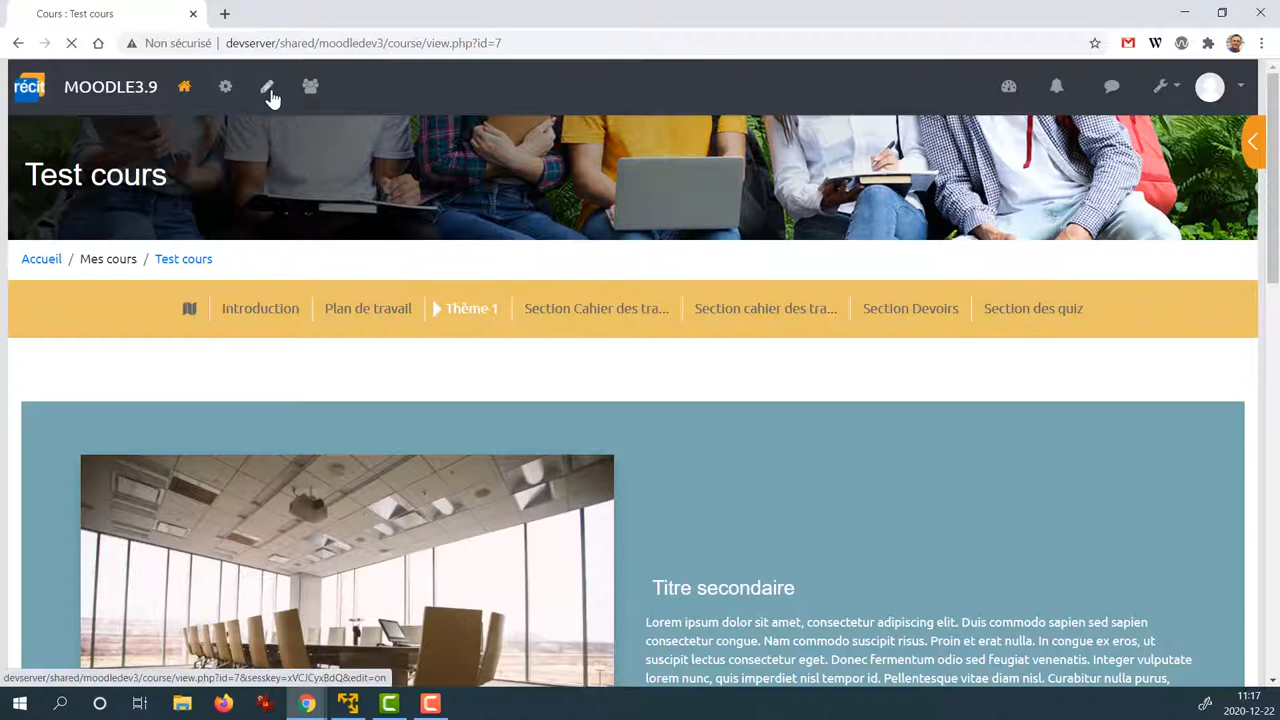 Cours : Test cours
Non sécurisé
devserver/shared/moodledev3/course/view.php?id=7
récit
MOODLE3.9
Test cours
Accueil / Mes cours / Test cours
Introduction
Plan de travail
Thème 1
Section Cahier des tra...
Section cahier des tra...
Section Devoirs
Section des quiz
Titre secondaire
Lorem ipsum dolor sit amet, consectetur adipiscing elit. Duis commodo sapien sed sapien
consectetur congue. Nam commodo suscipit risus. Proin et erat nulla. In congue ex eros, ut
suscipit lectus consectetur eget. Donec fermentum odio sed feugiat venenatis. Integer vulputate
lorem nunc, quis imperdiet nisl tempor id. Pellentesque vitae diam nisl. Curabitur nulla purus,
devserver/shared/moodledev3/course/view.php?id=7&sesskey=xVCJCyxBdQ&edit=on
11:17
2020-12-22